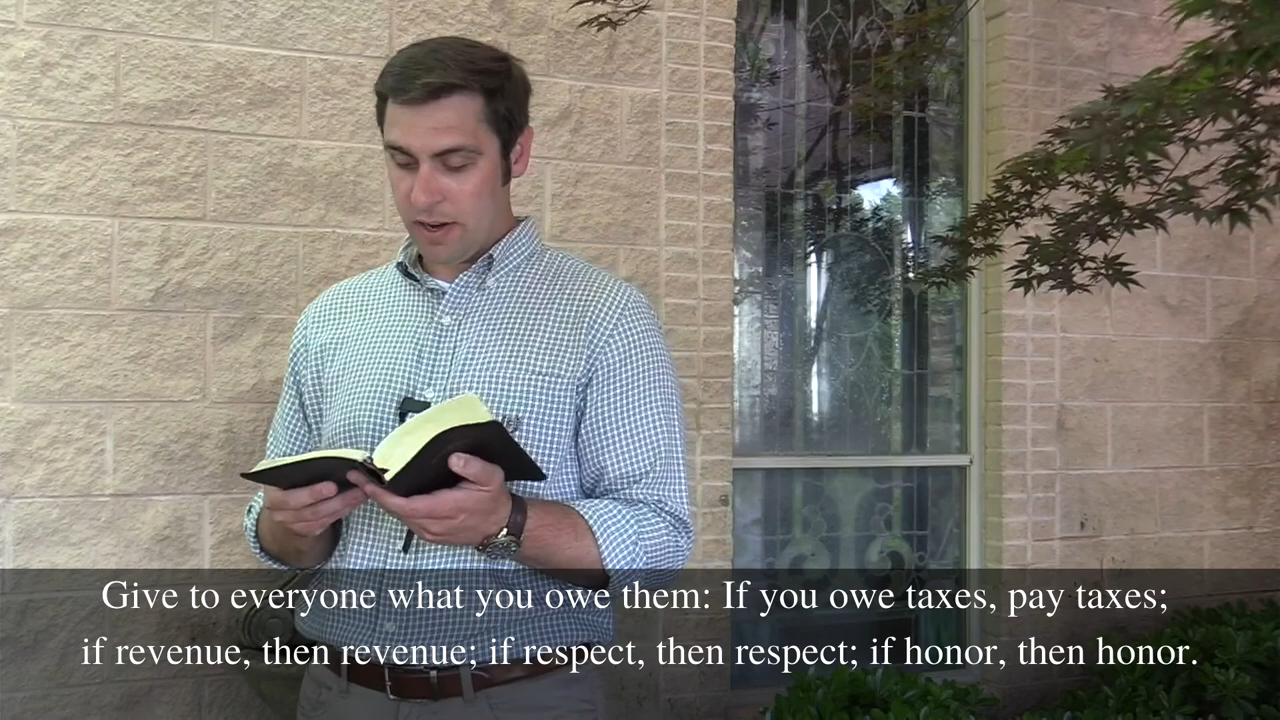 Give to everyone what you owe them: If you owe taxes, pay taxes;
if revenue, then revenue; if respect, then respect; if honor, then honor.